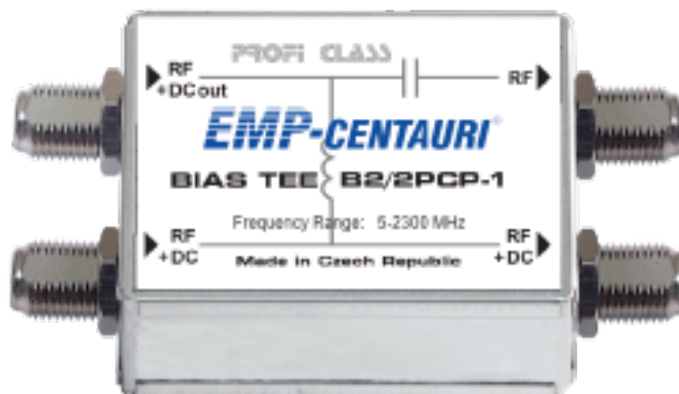 PROFI CLASS
RF
+DCout
RF
EMP-CENTAURI®
BIAS TEE B2/2PCP-1
Frequency Range: 5-2300 MHz
RF
+DC
RF
+DC
Made in Czech Republic